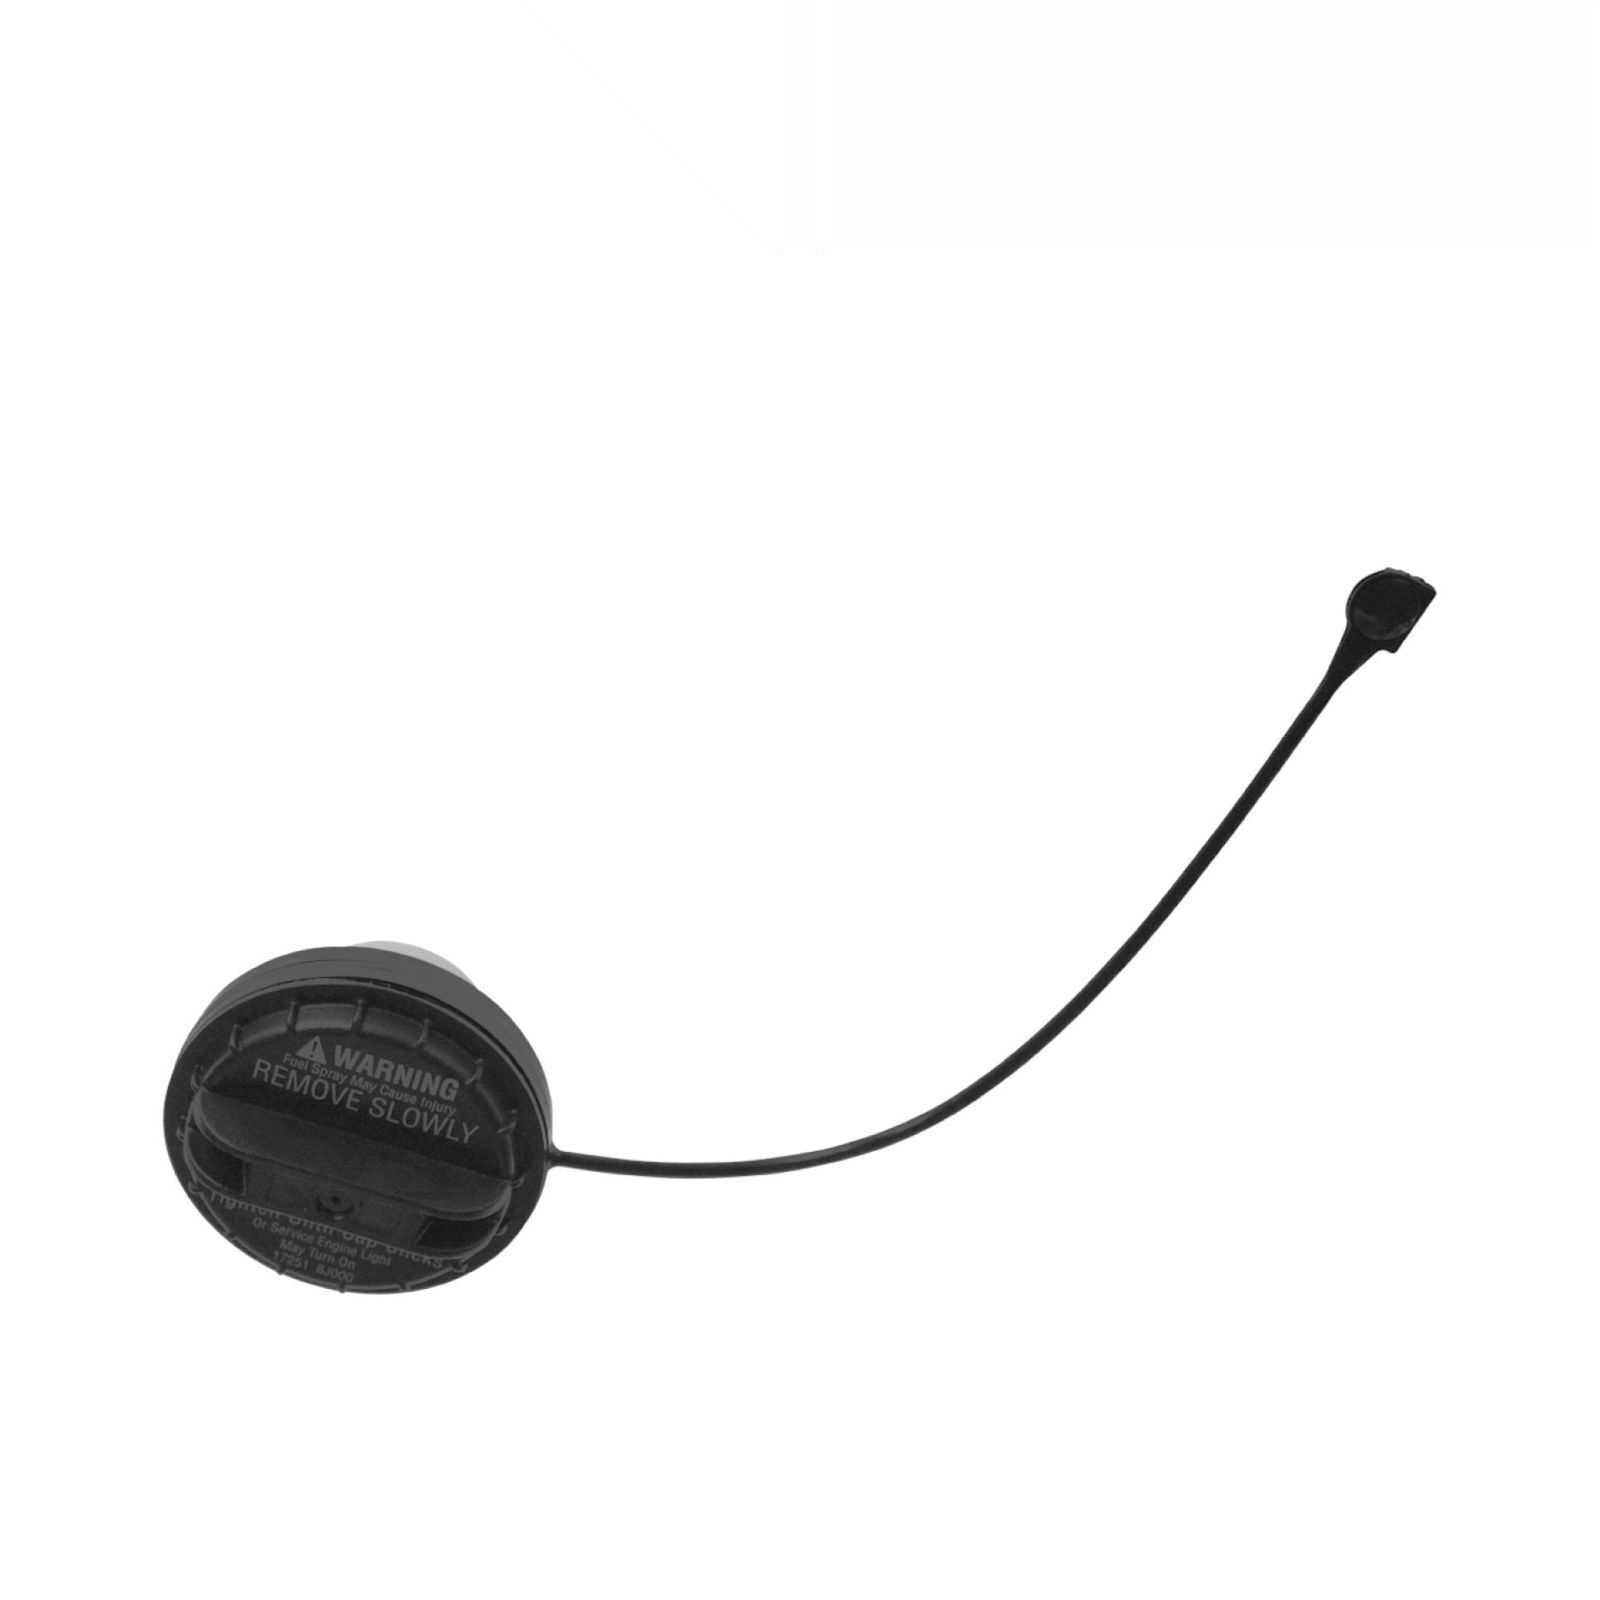 WARNING
Fuel Spray May Cause Injury
REMOVE SLOWLY
Tighten Until Cap Clicks
Or Service Engine Light
May Turn On
17251 8J000